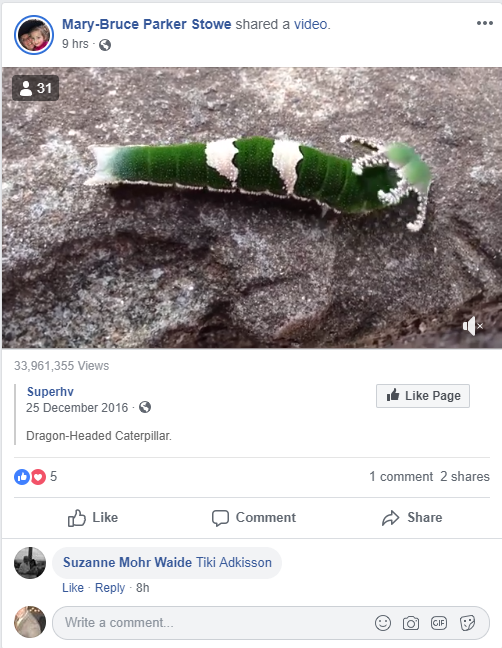 Mary-Bruce Parker Stowe shared a video.
9 hrs ·
31
33,961,355 Views
Superhv
25 December 2016 ·
Like Page
Dragon-Headed Caterpillar.
5
1 comment 2 shares
Like Comment Share
Suzanne Mohr Waide Tiki Adkisson
Like · Reply · 8h
Write a comment...
GIF